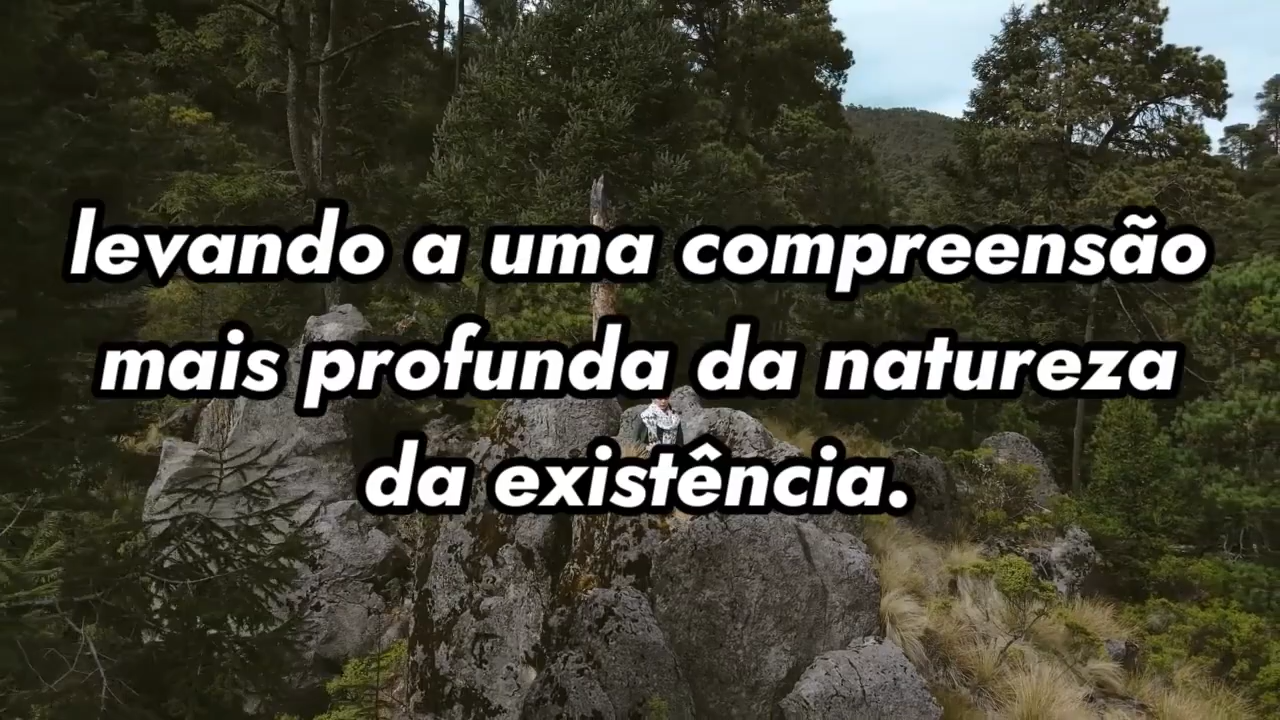 levando a uma compreensão
mais profunda da natureza
da existência.